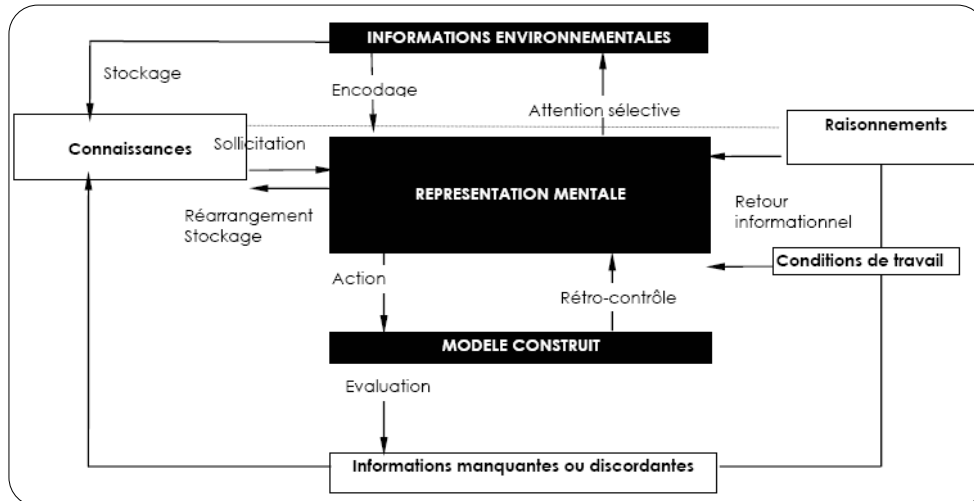 INFORMATIONS ENVIRONNEMENTALES
Stockage
Encodage
Attention sélective
Connaissances
Sollicitation
Raisonnements
REPRESENTATION MENTALE
Réarrangement
Stockage
Retour
informationnel
Conditions de travail
Action
Rétro-contrôle
MODELE CONSTRUIT
Evaluation
Informations manquantes ou discordantes